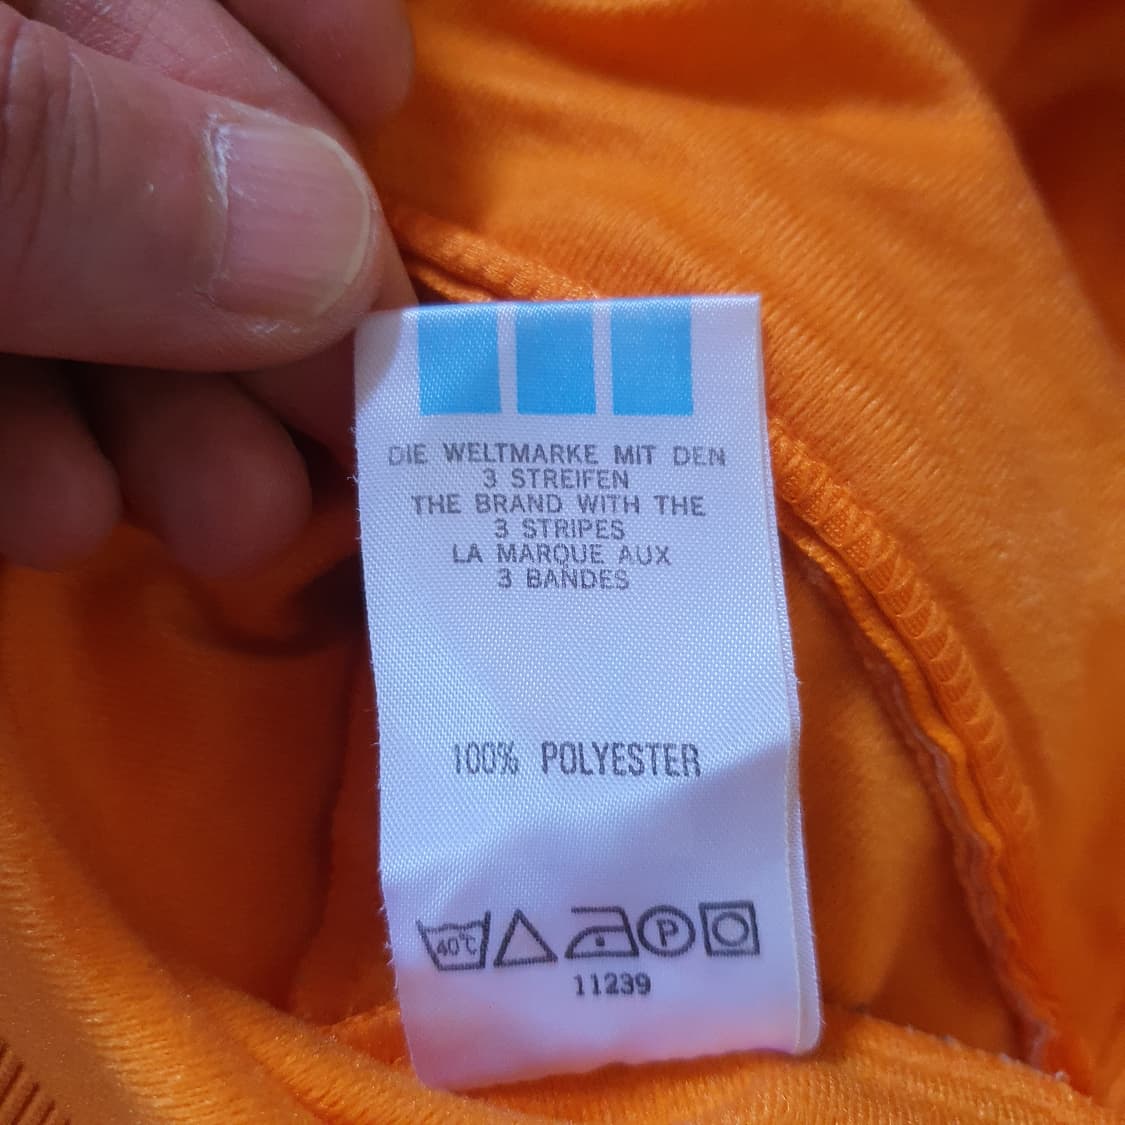 DIE WELTMARKE MIT DEN
3 STREIFEN
THE BRAND WITH THE
3 STRIPES
LA MARQUE AUX
3 BANDES
100% POLYESTER
40°C P
11239